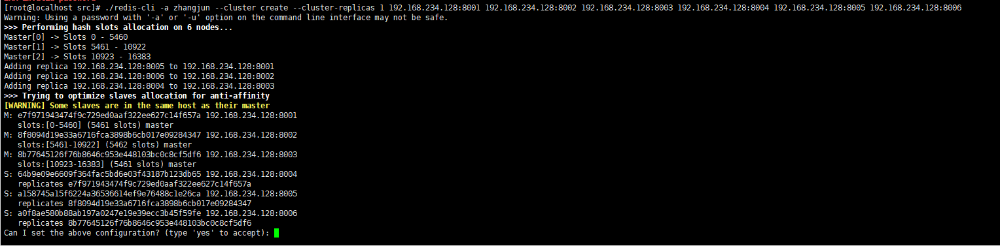 [root@localhost src]# ./redis-cli -a zhangjun --cluster create --cluster-replicas 1 192.168.234.128:8001 192.168.234.128:8002 192.168.234.128:8003 192.168.234.128:8004 192.168.234.128:8005 192.168.234.128:8006
Warning: Using a password with '-a' or '-u' option on the command line interface may not be safe.
>>> Performing hash slots allocation on 6 nodes...
Master[0] -> Slots 0 - 5460
Master[1] -> Slots 5461 - 10922
Master[2] -> Slots 10923 - 16383
Adding replica 192.168.234.128:8005 to 192.168.234.128:8001
Adding replica 192.168.234.128:8006 to 192.168.234.128:8002
Adding replica 192.168.234.128:8004 to 192.168.234.128:8003
>>> Trying to optimize slaves allocation for anti-affinity
[WARNING] Some slaves are in the same host as their master
M: e7f971943474f9c729ed0aaf322ee627c14f657a 192.168.234.128:8001
slots:[0-5460] (5461 slots) master
M: 8f8094d19e33a6716fca3898b6cb017e09284347 192.168.234.128:8002
slots:[5461-10922] (5462 slots) master
M: 8b77645126f76b8646c953e448103bc0c8cf5df6 192.168.234.128:8003
slots:[10923-16383] (5461 slots) master
S: 64b9e09e6609f364fac5bd6e03f43187b123db65 192.168.234.128:8004
replicates e7f971943474f9c729ed0aaf322ee627c14f657a
S: a158745a15f6224a36536614ef9e76488c1e26ca 192.168.234.128:8005
replicates 8f8094d19e33a6716fca3898b6cb017e09284347
S: a0f8ae580b88ab197a0247e19e39ecc3b45f59fe 192.168.234.128:8006
replicates 8b77645126f76b8646c953e448103bc0c8cf5df6
Can I set the above configuration? (type 'yes' to accept):